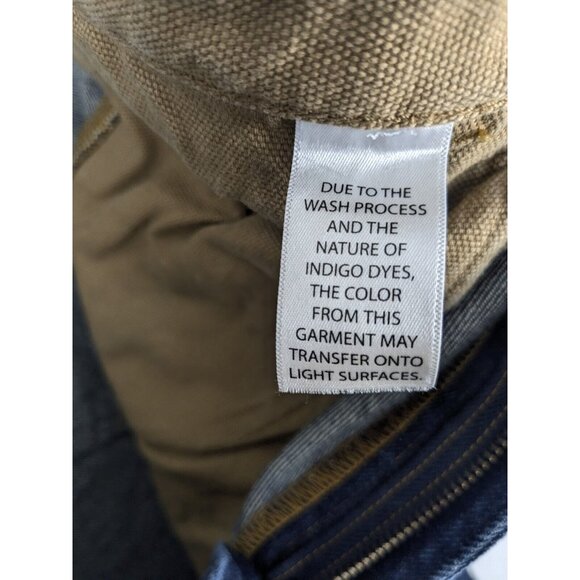 DUE TO THE
WASH PROCESS
AND THE
NATURE OF
INDIGO DYES,
THE COLOR
FROM THIS
GARMENT MAY
TRANSFER ONTO
LIGHT SURFACES.